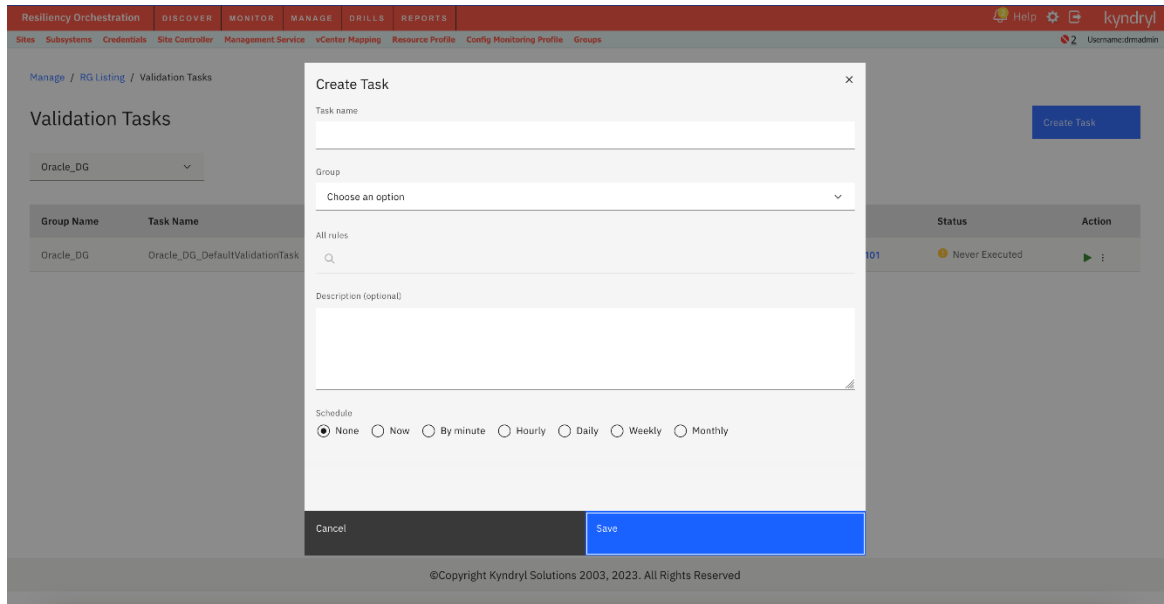 Resiliency Orchestration DISCOVER MONITOR MANAGE DRILLS REPORTS Help kyndryl
Sites Subsystems Credentials Site Controller Management Service vCenter Mapping Resource Profile Config Monitoring Profile Groups 2 Username:drmadmin
Manage / RG Listing / Validation Tasks
Validation Tasks
Create Task
Oracle_DG
Group Name Task Name Status Action
Oracle_DG Oracle_DG_DefaultValidationTask 101 Never Executed
Create Task
Task name
Group
Choose an option
All rules
Description (optional)
Schedule
None Now By minute Hourly Daily Weekly Monthly
Cancel Save
©Copyright Kyndryl Solutions 2003, 2023. All Rights Reserved